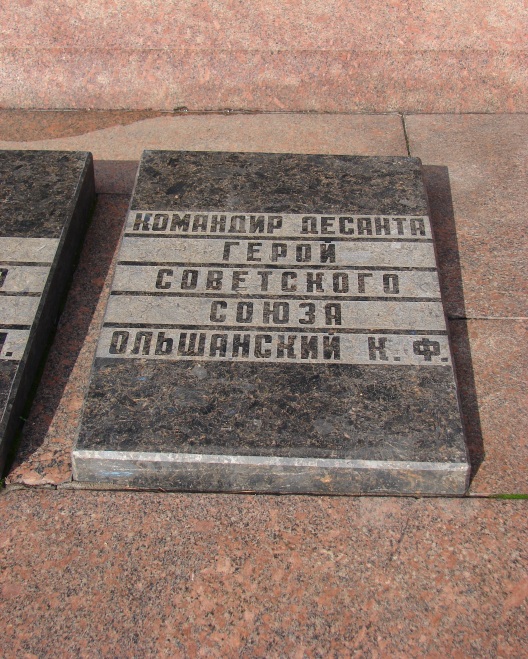 КОМАНДИР ДЕСАНТА
ГЕРОЙ
СОВЕТСКОГО
СОЮЗА
ОЛЬШАНСКИЙ К. Ф.